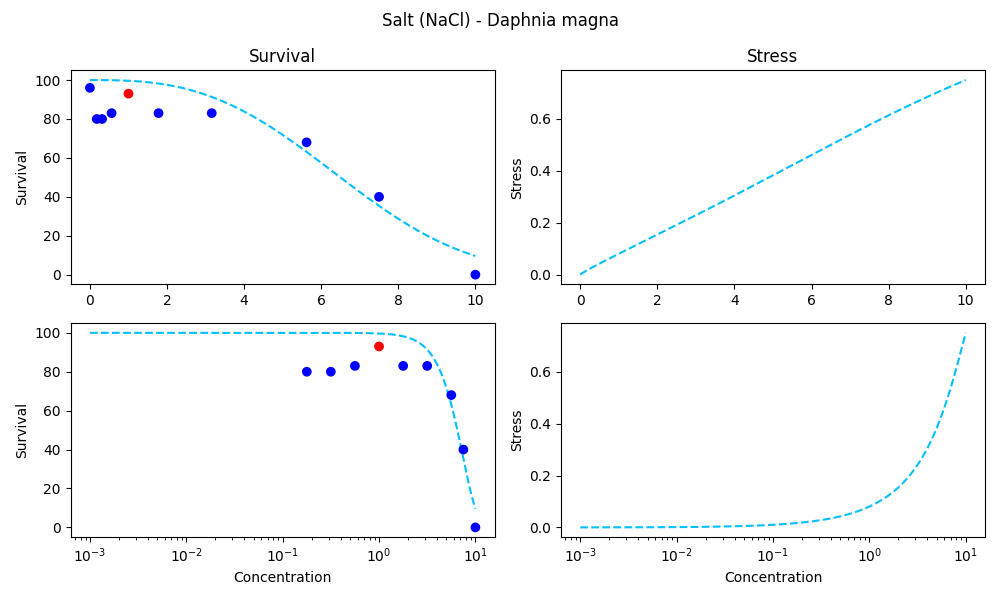 Salt (NaCl) - Daphnia magna
Survival
Stress
100
80
60
40
20
0
Survival
0 2 4 6 8 10
0.6
0.4
0.2
0.0
Stress
0 2 4 6 8 10
100
80
60
40
20
0
Survival
10⁻³ 10⁻² 10⁻¹ 10⁰ 10¹
Concentration
0.6
0.4
0.2
0.0
Stress
10⁻³ 10⁻² 10⁻¹ 10⁰ 10¹
Concentration